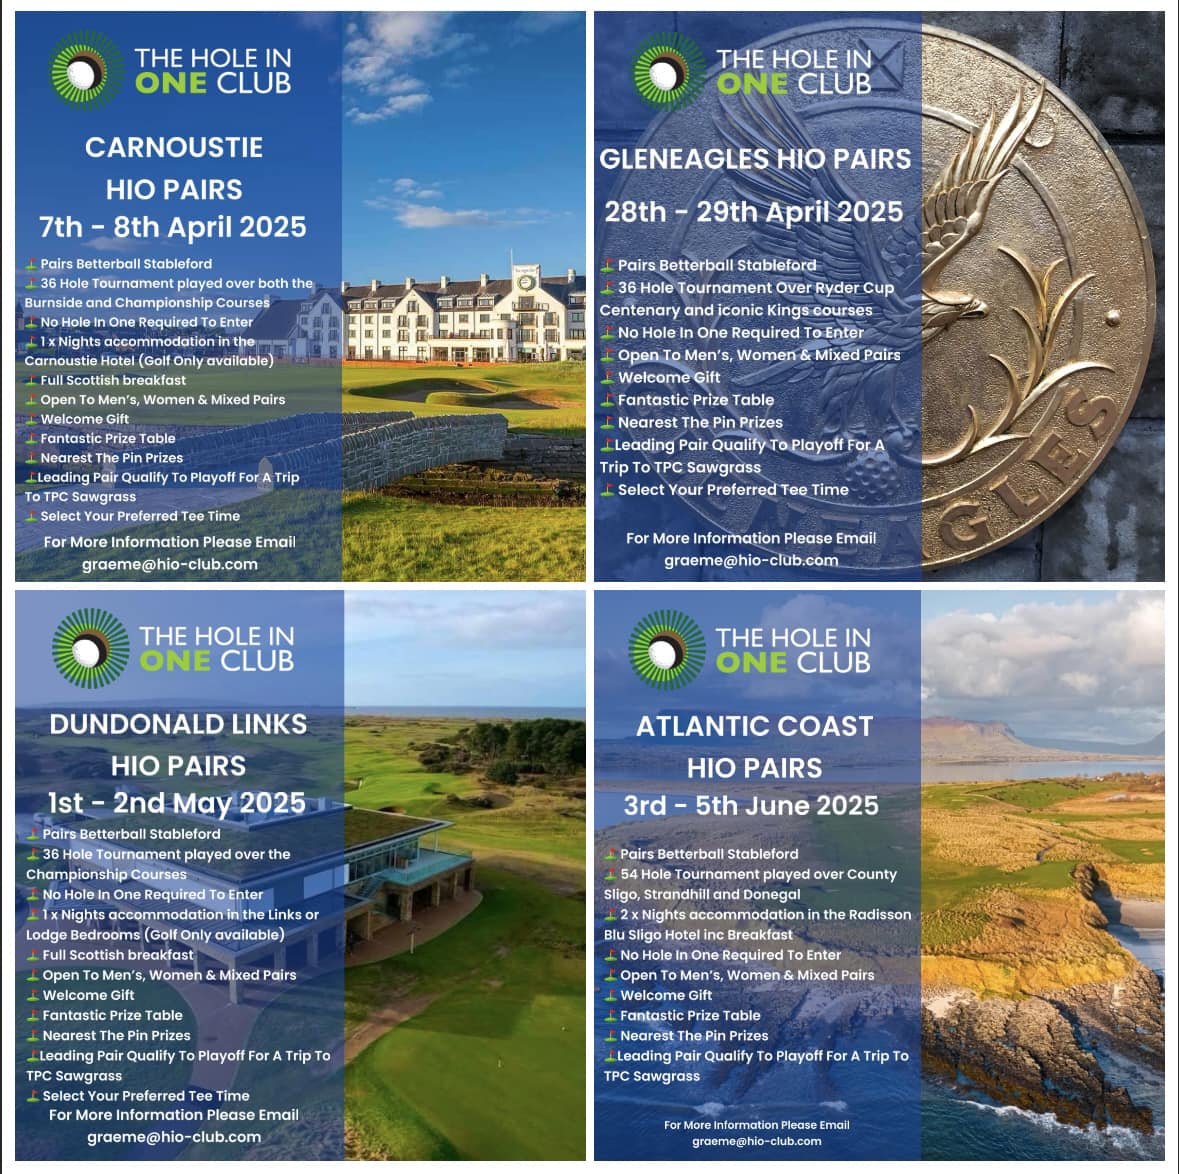 THE HOLE IN
ONE CLUB
CARNOUSTIE
HIO PAIRS
7th - 8th April 2025
Pairs Betterball Stableford
36 Hole Tournament played over both the
Burnside and Championship Courses
No Hole In One Required To Enter
1 x Nights accommodation in the
Carnoustie Hotel (Golf Only available)
Full Scottish breakfast
Open To Men's, Women & Mixed Pairs
Welcome Gift
Fantastic Prize Table
Nearest The Pin Prizes
Leading Pair Qualify To Playoff For A Trip
To TPC Sawgrass
Select Your Preferred Tee Time
For More Information Please Email
graeme@hio-club.com
THE HOLE IN
ONE CLUB
GLENEAGLES HIO PAIRS
28th - 29th April 2025
Pairs Betterball Stableford
36 Hole Tournament Over Ryder Cup
Centenary and iconic Kings courses
No Hole In One Required To Enter
Open To Men's, Women & Mixed Pairs
Welcome Gift
Fantastic Prize Table
Nearest The Pin Prizes
Leading Pair Qualify To Playoff For A
Trip To TPC Sawgrass
Select Your Preferred Tee Time
For More Information Please Email
graeme@hio-club.com
NEAGLES
THE HOLE IN
ONE CLUB
DUNDONALD LINKS
HIO PAIRS
1st - 2nd May 2025
Pairs Betterball Stableford
36 Hole Tournament played over the
Championship Courses
No Hole In One Required To Enter
1 x Nights accommodation in the Links or
Lodge Bedrooms (Golf Only available)
Full Scottish breakfast
Open To Men's, Women & Mixed Pairs
Welcome Gift
Fantastic Prize Table
Nearest The Pin Prizes
Leading Pair Qualify To Playoff For A Trip To
TPC Sawgrass
Select Your Preferred Tee Time
For More Information Please Email
graeme@hio-club.com
THE HOLE IN
ONE CLUB
ATLANTIC COAST
HIO PAIRS
3rd - 5th June 2025
Pairs Betterball Stableford
54 Hole Tournament played over County
Sligo, Strandhill and Donegal
2 x Nights accommodation in the Radisson
Blu Sligo Hotel inc Breakfast
No Hole In One Required To Enter
Open To Men's, Women & Mixed Pairs
Welcome Gift
Fantastic Prize Table
Nearest The Pin Prizes
Leading Pair Qualify To Playoff For A Trip To
TPC Sawgrass
For More Information Please Email
graeme@hio-club.com